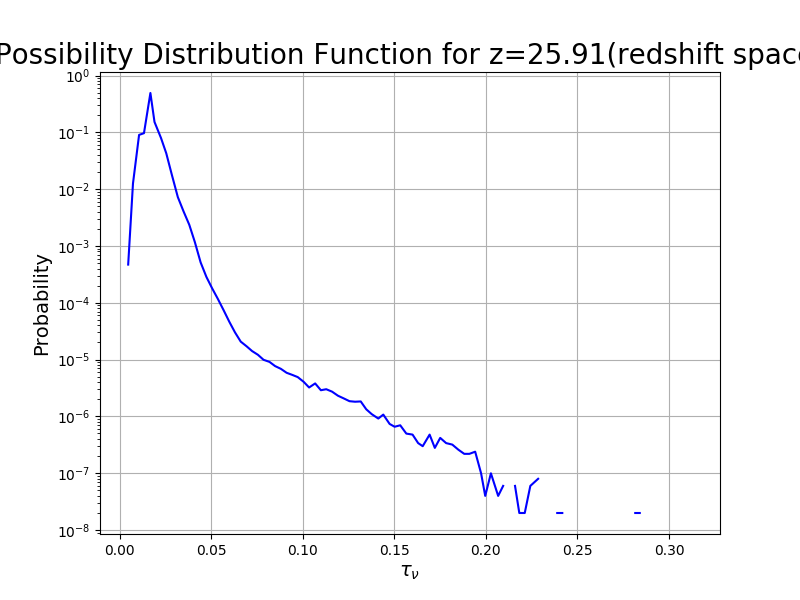 Possibility Distribution Function for z=25.91(redshift space
10⁰
10⁻¹
10⁻²
10⁻³
10⁻⁴
10⁻⁵
10⁻⁶
10⁻⁷
10⁻⁸
Probability
0.00 0.05 0.10 0.15 0.20 0.25 0.30
τᵥ